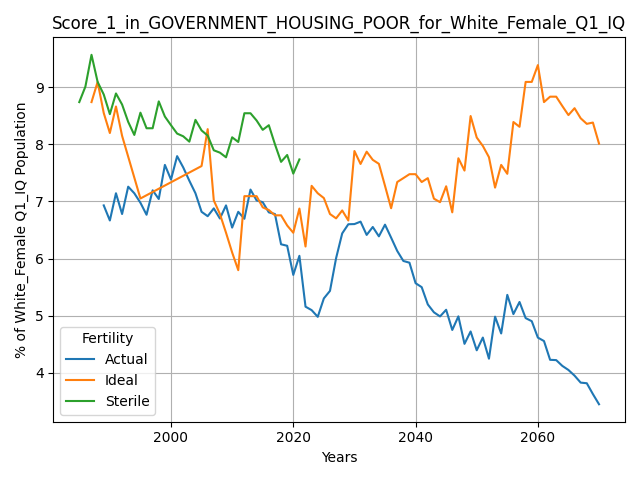 Score_1_in_GOVERNMENT_HOUSING_POOR_for_White_Female_Q1_IQ
% of White_Female Q1_IQ Population
9
8
7
6
5
4
Fertility
Actual
Ideal
Sterile
2000
2020
2040
2060
Years